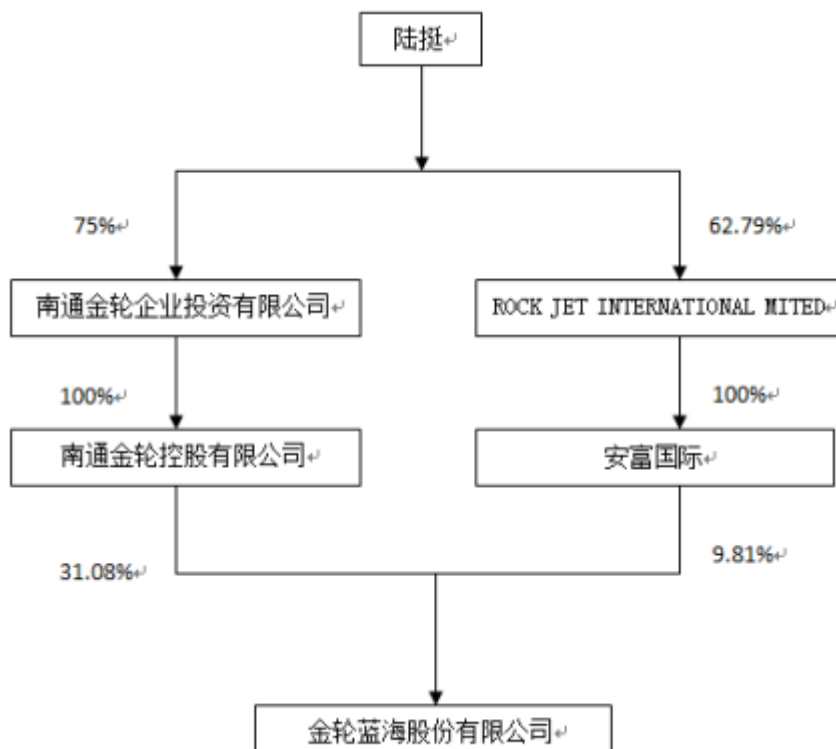 陆挺
75%
62.79%
南通金轮企业投资有限公司
ROCK JET INTERNATIONAL MITED
100%
100%
南通金轮控股有限公司
安富国际
31.08%
9.81%
金轮蓝海股份有限公司